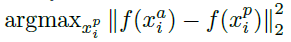 argmax_{x_i^p} ‖f(x_i^a) − f(x_i^p)‖_2^2